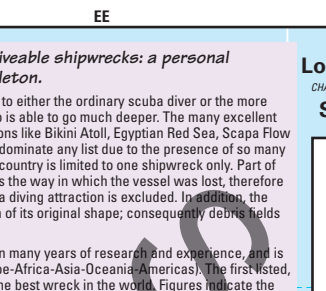 EE
iveable shipwrecks: a personal
leton.
to either the ordinary scuba diver or the more
is able to go much deeper. The many excellent
ons like Bikini Atoll, Egyptian Red Sea, Scapa Flow
dominate any list due to the presence of so many
country is limited to one shipwreck only. Part of
s the way in which the vessel was lost, therefore
a diving attraction is excluded. In addition, the
of its original shape; consequently debris fields
n many years of research and experience, and is
pe-Africa-Asia-Oceania-Americas). The first listed,
he best wreck in the world. Figures indicate the
Lo
CHA
S